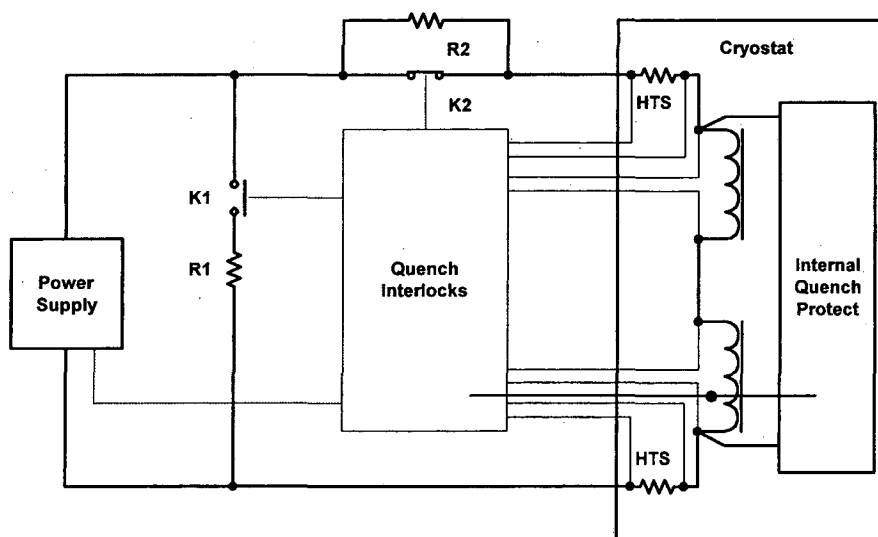 Cryostat
R2
HTS
K2
K1
R1
Power
Supply
Quench
Interlocks
Internal
Quench
Protect
HTS